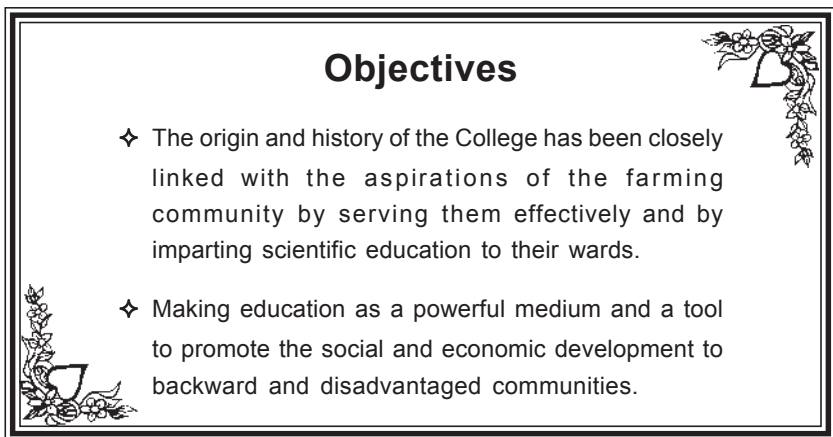 Objectives
The origin and history of the College has been closely
linked with the aspirations of the farming
community by serving them effectively and by
imparting scientific education to their wards.
Making education as a powerful medium and a tool
to promote the social and economic development to
backward and disadvantaged communities.